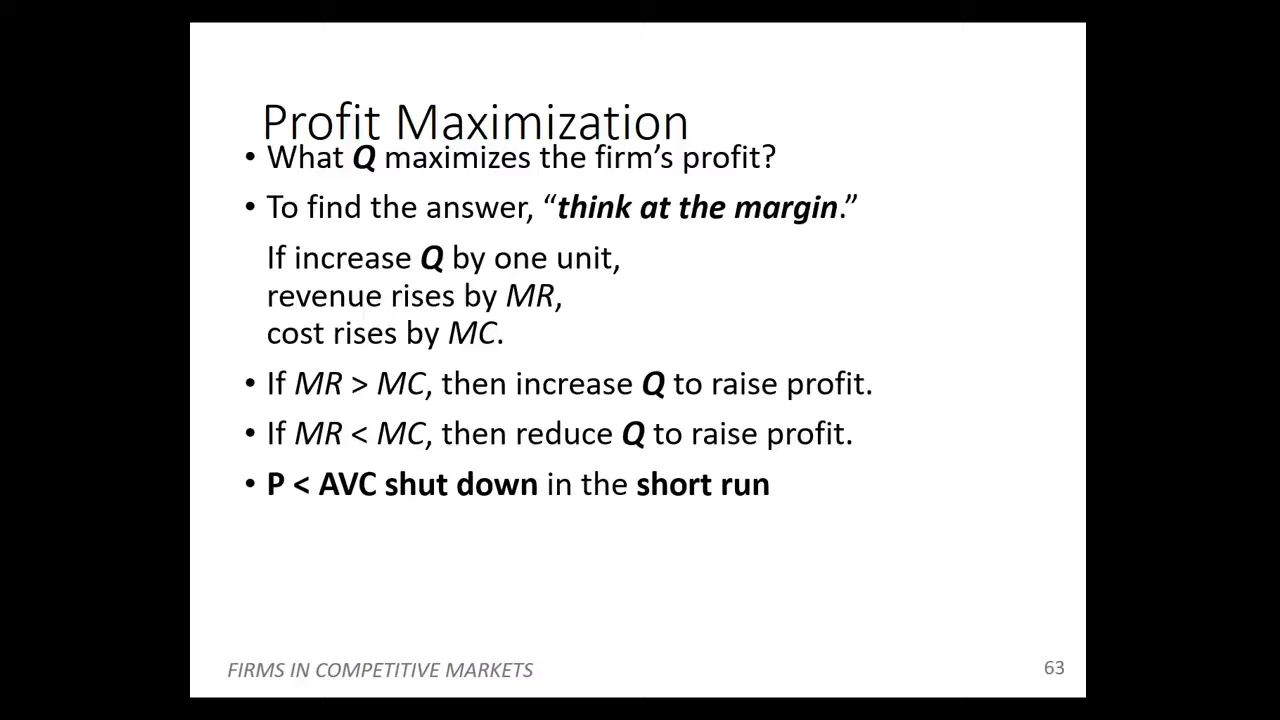 Profit Maximization
• What Q maximizes the firm’s profit?
• To find the answer, “think at the margin.”
If increase Q by one unit,
revenue rises by MR,
cost rises by MC.
• If MR > MC, then increase Q to raise profit.
• If MR < MC, then reduce Q to raise profit.
• P < AVC shut down in the short run
FIRMS IN COMPETITIVE MARKETS
63